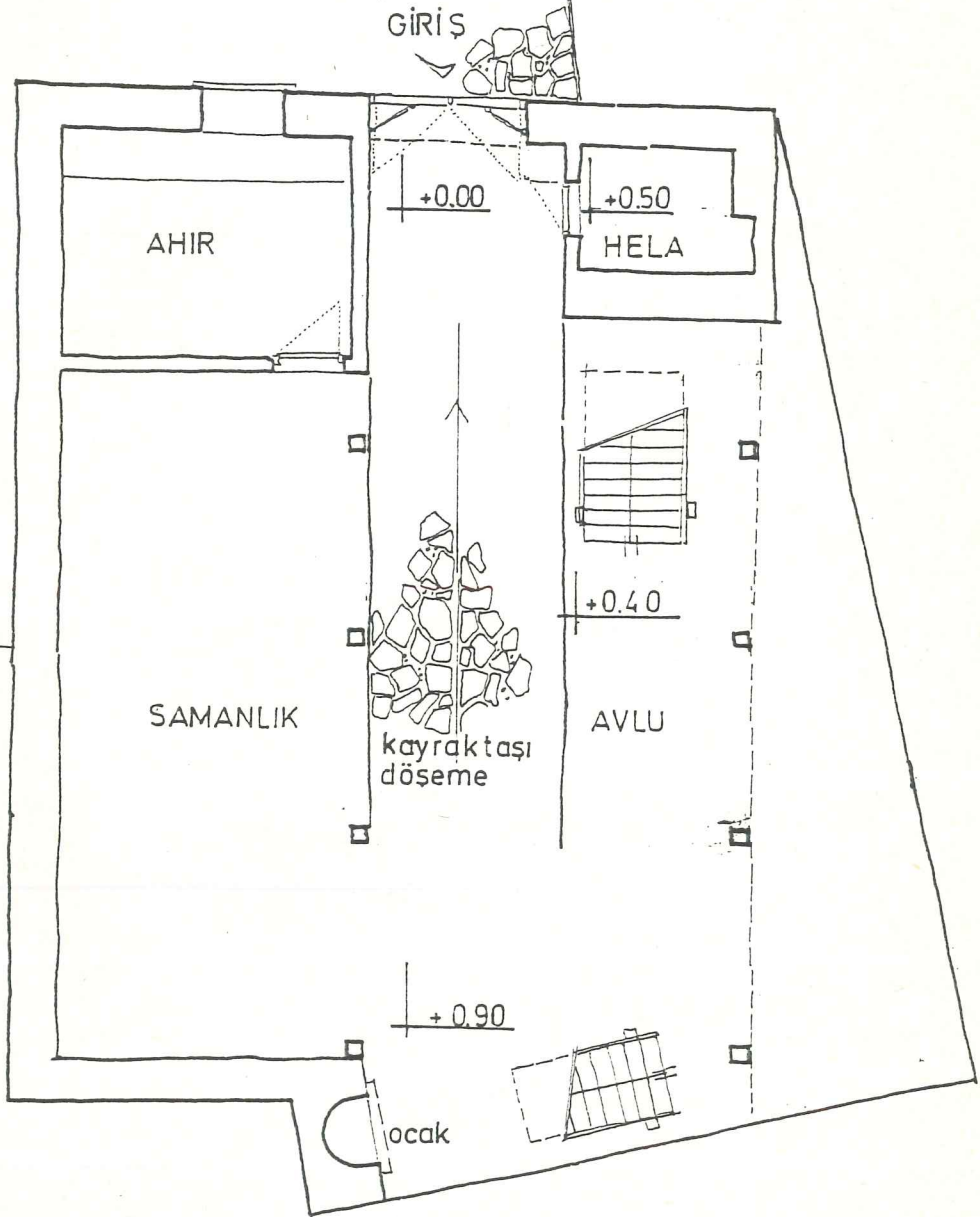 GİRİŞ
+0.00
+0.50
AHIR
HELA
+0.40
SAMANLIK
AVLU
kayraktaşı
döşeme
+0.90
ocak